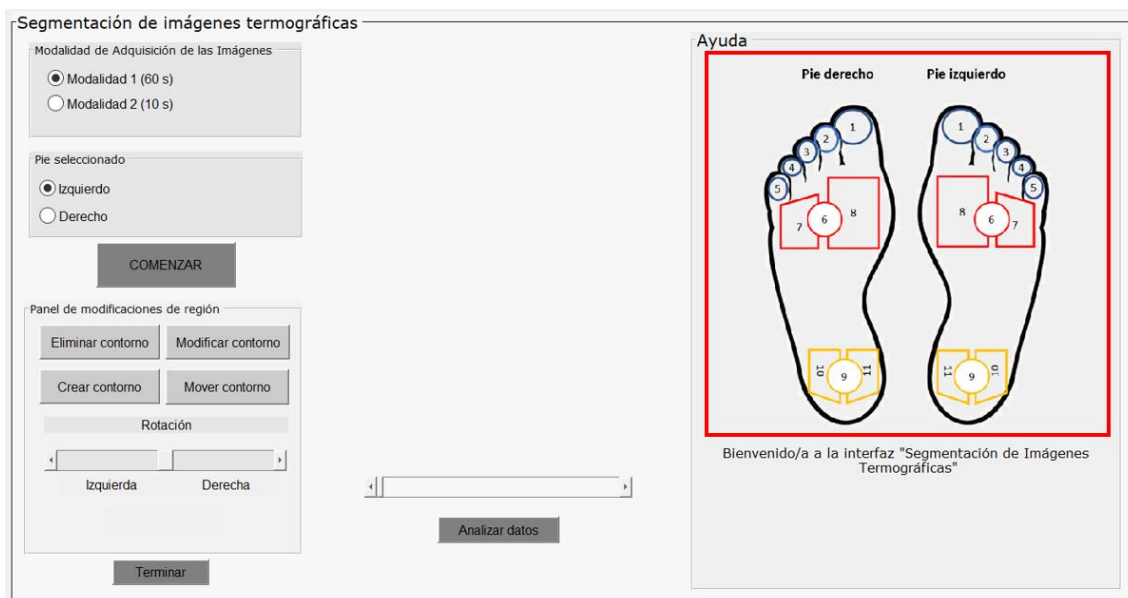 Segmentación de imágenes termográficas
Modalidad de Adquisición de las Imágenes
Modalidad 1 (60 s)
Modalidad 2 (10 s)
Pie seleccionado
Izquierdo
Derecho
COMENZAR
Panel de modificaciones de región
Eliminar contorno
Modificar contorno
Crear contorno
Mover contorno
Rotación
Izquierda
Derecha
Terminar
Analizar datos
Ayuda
Pie derecho
Pie izquierdo
1
2
3
4
5
6
7
8
9
10
11
1
2
3
4
5
6
7
8
9
10
11
Bienvenido/a a la interfaz "Segmentación de Imágenes
Termográficas"